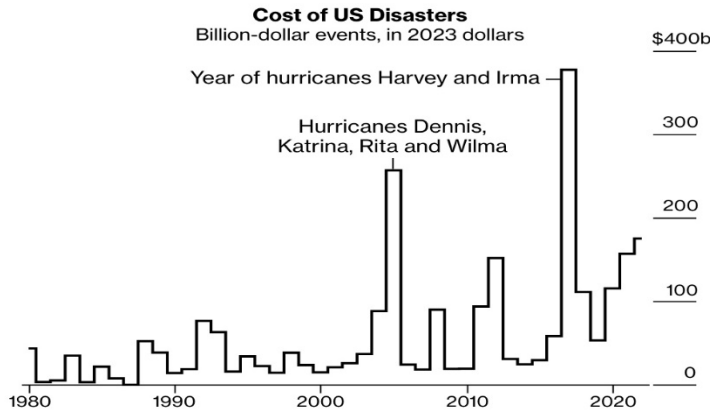 Cost of US Disasters
Billion-dollar events, in 2023 dollars
$400b
Year of hurricanes Harvey and Irma
300
Hurricanes Dennis,
Katrina, Rita and Wilma
200
100
0
1980 1990 2000 2010 2020